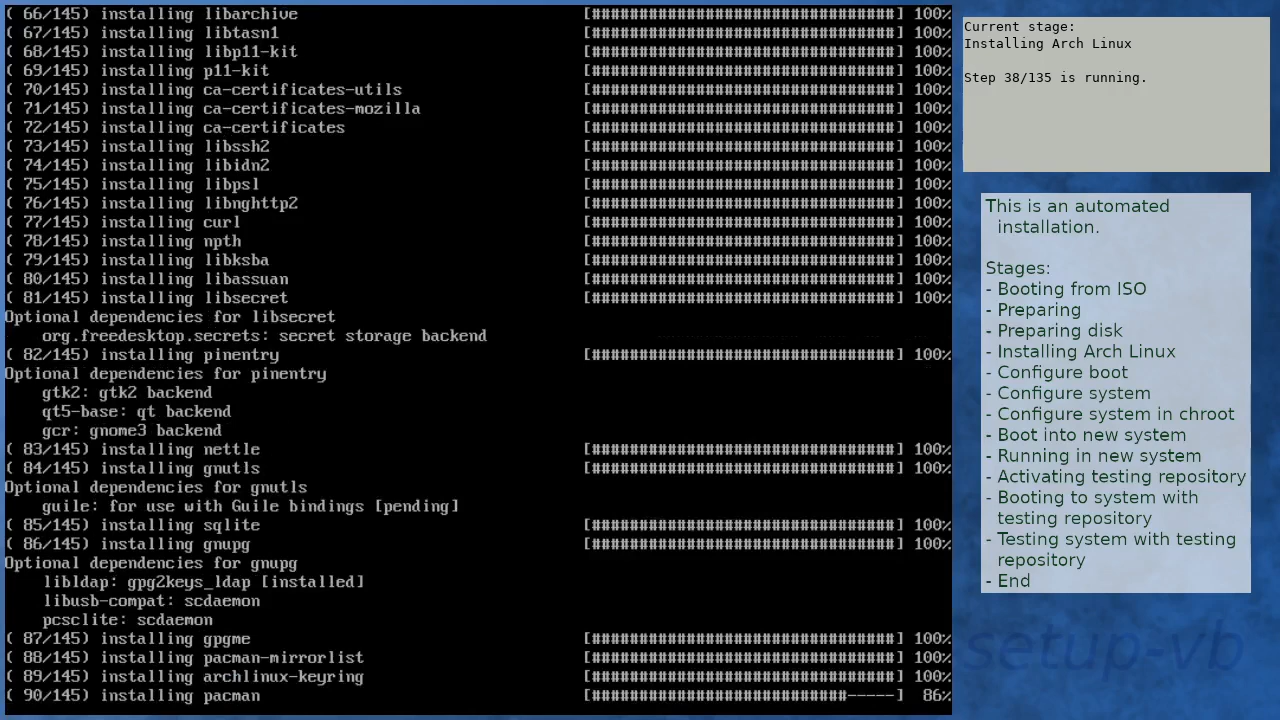 ( 66/145) installing libarchive [################################] 100%
( 67/145) installing libtasn1 [################################] 100%
( 68/145) installing libp11-kit [################################] 100%
( 69/145) installing p11-kit [################################] 100%
( 70/145) installing ca-certificates-utils [################################] 100%
( 71/145) installing ca-certificates-mozilla [################################] 100%
( 72/145) installing ca-certificates [################################] 100%
( 73/145) installing libssh2 [################################] 100%
( 74/145) installing libidn2 [################################] 100%
( 75/145) installing libpsl [################################] 100%
( 76/145) installing libnghttp2 [################################] 100%
( 77/145) installing curl [################################] 100%
( 78/145) installing npth [################################] 100%
( 79/145) installing libksba [################################] 100%
( 80/145) installing libassuan [################################] 100%
( 81/145) installing libsecret [################################] 100%
Optional dependencies for libsecret
org.freedesktop.secrets: secret storage backend
( 82/145) installing pinentry [################################] 100%
Optional dependencies for pinentry
gtk2: gtk2 backend
qt5-base: qt backend
gcr: gnome3 backend
( 83/145) installing nettle [################################] 100%
( 84/145) installing gnutls [################################] 100%
Optional dependencies for gnutls
guile: for use with Guile bindings [pending]
( 85/145) installing sqlite [################################] 100%
( 86/145) installing gnupg [################################] 100%
Optional dependencies for gnupg
libldap: gpg2keys_ldap [installed]
libusb-compat: scdaemon
pcsclite: scdaemon
( 87/145) installing gpgme [################################] 100%
( 88/145) installing pacman-mirrorlist [################################] 100%
( 89/145) installing archlinux-keyring [################################] 100%
( 90/145) installing pacman [###########################-----] 86%
Current stage:
Installing Arch Linux
Step 38/135 is running.
This is an automated
installation.
Stages:
- Booting from ISO
- Preparing
- Preparing disk
- Installing Arch Linux
- Configure boot
- Configure system
- Configure system in chroot
- Boot into new system
- Running in new system
- Activating testing repository
- Booting to system with
testing repository
- Testing system with testing
repository
- End
setup-vb